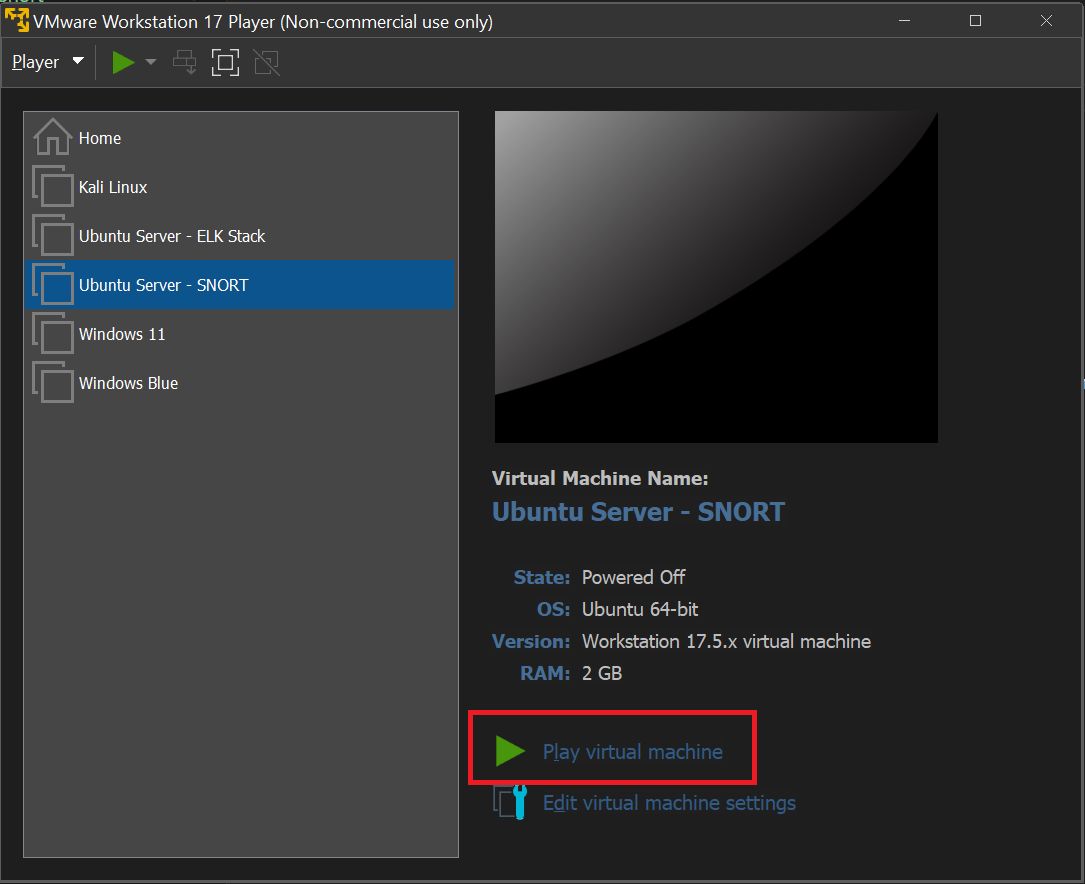 VMware Workstation 17 Player (Non-commercial use only)
Player
Home
Kali Linux
Ubuntu Server - ELK Stack
Ubuntu Server - SNORT
Windows 11
Windows Blue
Virtual Machine Name:
Ubuntu Server - SNORT
State: Powered Off
OS: Ubuntu 64-bit
Version: Workstation 17.5.x virtual machine
RAM: 2 GB
Play virtual machine
Edit virtual machine settings